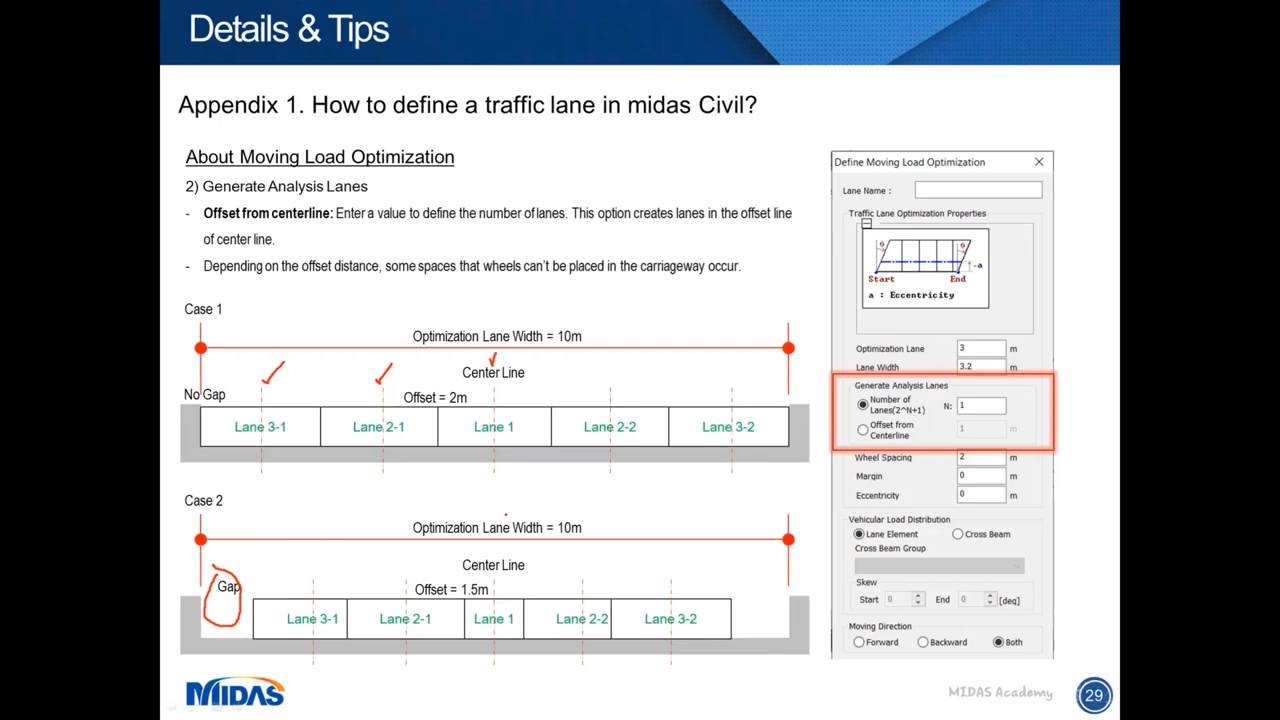 Details & Tips
Appendix 1. How to define a traffic lane in midas Civil?
About Moving Load Optimization
2) Generate Analysis Lanes
- Offset from centerline: Enter a value to define the number of lanes. This option creates lanes in the offset line
of center line.
- Depending on the offset distance, some spaces that wheels can't be placed in the carriageway occur.
Case 1
Optimization Lane Width = 10m
Center Line
No Gap
Offset = 2m
Lane 3-1 Lane 2-1 Lane 1 Lane 2-2 Lane 3-2
Case 2
Optimization Lane Width = 10m
Center Line
Gap
Offset = 1.5m
Lane 3-1 Lane 2-1 Lane 1 Lane 2-2 Lane 3-2
Define Moving Load Optimization
Lane Name :
Traffic Lane Optimization Properties
θ θ
-a
Start End
a : Eccentricity
Optimization Lane 3 m
Lane Width 3.2 m
Generate Analysis Lanes
Number of
Lanes(2^N+1) N: 1
Offset from
Centerline 1 m
Wheel Spacing 2 m
Margin 0 m
Eccentricity 0 m
Vehicular Load Distribution
Lane Element Cross Beam
Cross Beam Group
Skew
Start 0 End 0 [deg]
Moving Direction
Forward Backward Both
MIDAS
MIDAS Academy
29